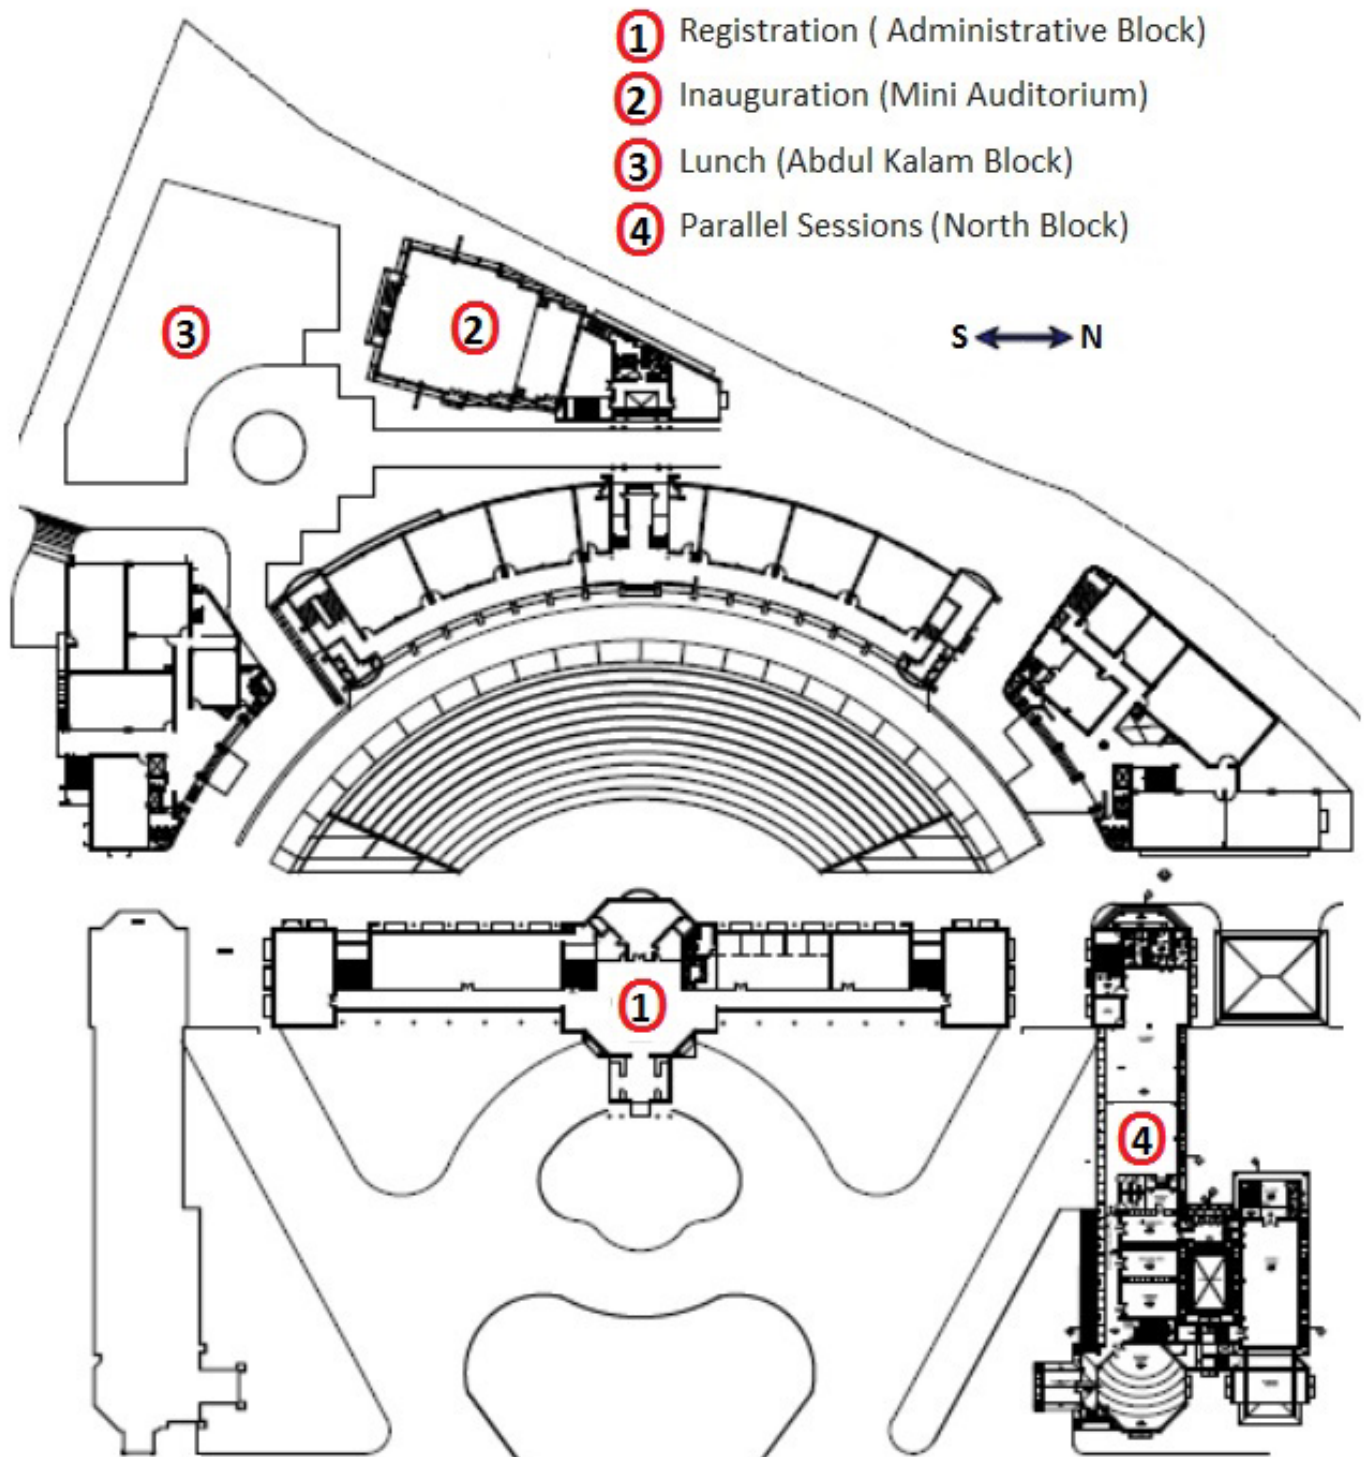 1 Registration ( Administrative Block)
2 Inauguration (Mini Auditorium)
3 Lunch (Abdul Kalam Block)
4 Parallel Sessions (North Block)
S N
3
2
1
4